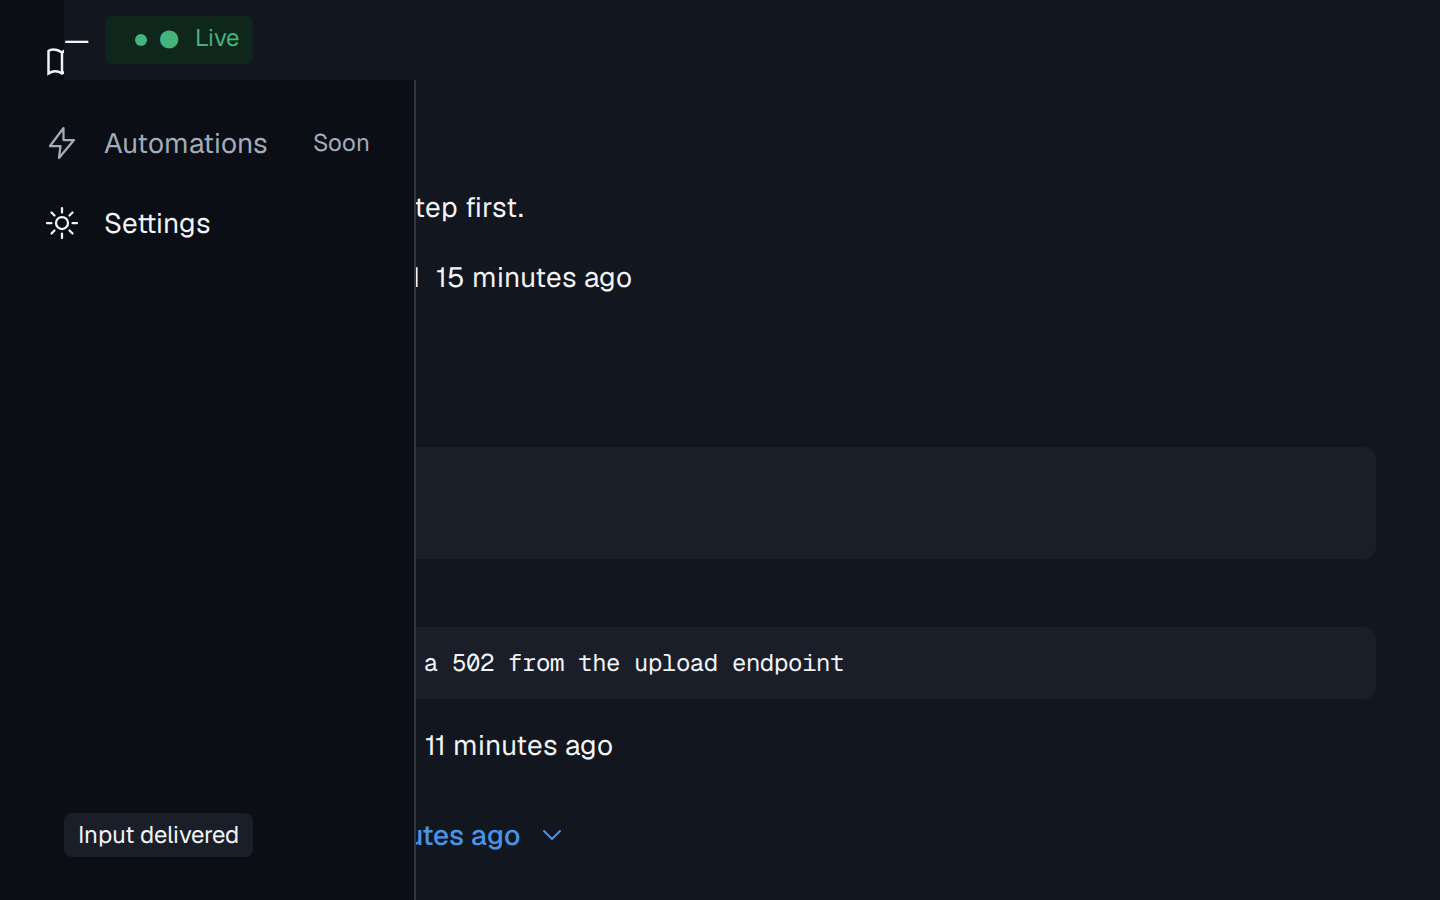 Live
Automations Soon
tep first.
Settings
15 minutes ago
a 502 from the upload endpoint
11 minutes ago
Input delivered
utes ago